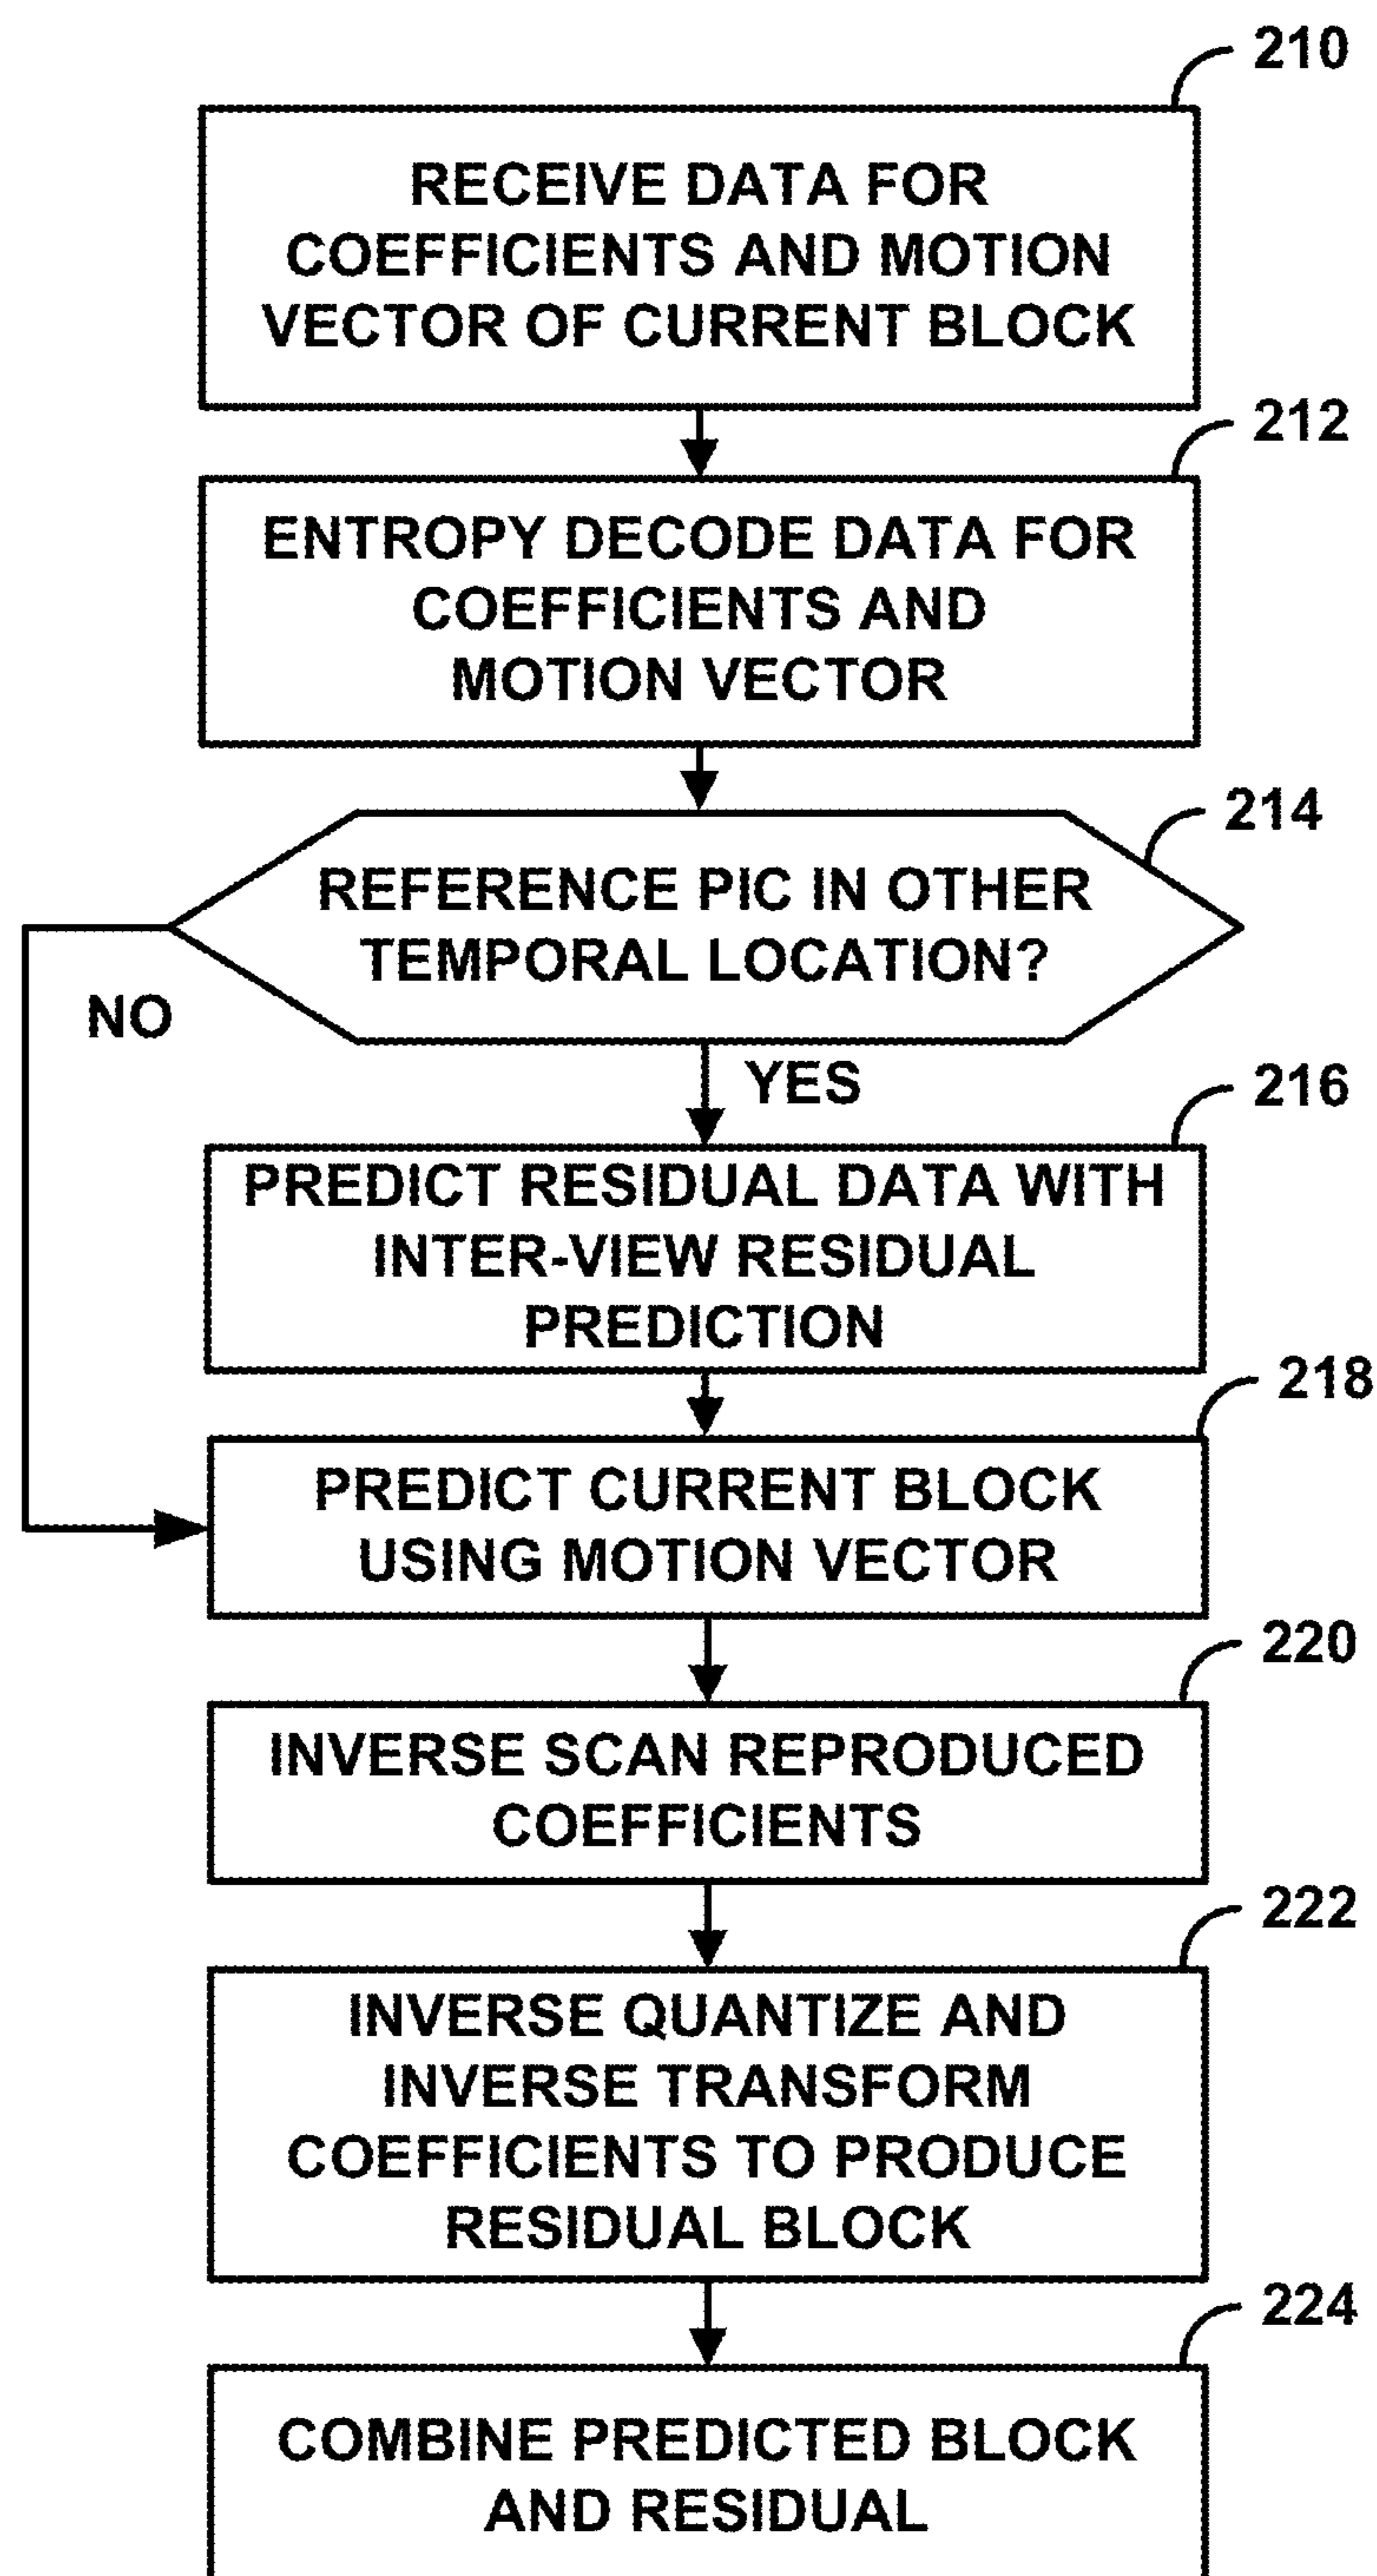 210
RECEIVE DATA FOR
COEFFICIENTS AND MOTION
VECTOR OF CURRENT BLOCK
212
ENTROPY DECODE DATA FOR
COEFFICIENTS AND
MOTION VECTOR
214
REFERENCE PIC IN OTHER
TEMPORAL LOCATION?
NO
YES
216
PREDICT RESIDUAL DATA WITH
INTER-VIEW RESIDUAL
PREDICTION
218
PREDICT CURRENT BLOCK
USING MOTION VECTOR
220
INVERSE SCAN REPRODUCED
COEFFICIENTS
222
INVERSE QUANTIZE AND
INVERSE TRANSFORM
COEFFICIENTS TO PRODUCE
RESIDUAL BLOCK
224
COMBINE PREDICTED BLOCK
AND RESIDUAL